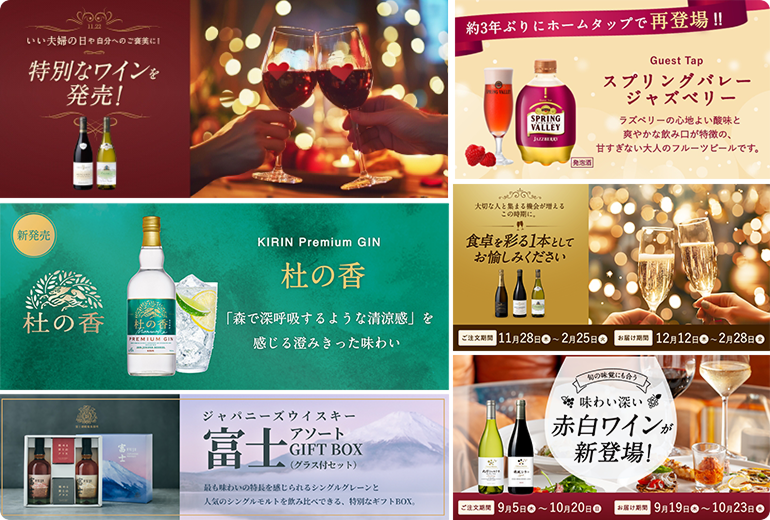 11.22
いい夫婦の日や自分へのご褒美に!
特別なワインを
発売!
約3年ぶりにホームタップで再登場!!
Guest Tap
スプリングバレー
ジャズベリー
ラズベリーの心地よい酸味と
爽やかな飲み口が特徴の、
甘すぎない大人のフルーツビールです。
SPRING
VALLEY
JAZZBERRY
発泡酒
新発売
杜の香
杜の香
PREMIUM GIN
KIRIN Premium GIN
杜の香
「森で深呼吸するような清涼感」を
感じる澄みきった味わい
大切な人と集まる機会が増える
この時期に。
食卓を彩る1本として
お愉しみください
ご注文期間 11月28日木〜2月25日火 お届け期間 12月12日木〜2月28日金
富士
ジャパニーズウイスキー
富士 アソート
GIFT BOX
(グラス付セット)
最も味わいの特長を感じられるシングルグレーンと
人気のシングルモルトを飲み比べできる、特別なギフトBOX。
旬の味覚にも合う
味わい深い
赤白ワインが
新登場!
ご注文期間 9月5日木〜10月20日日 お届け期間 9月19日木〜10月23日水